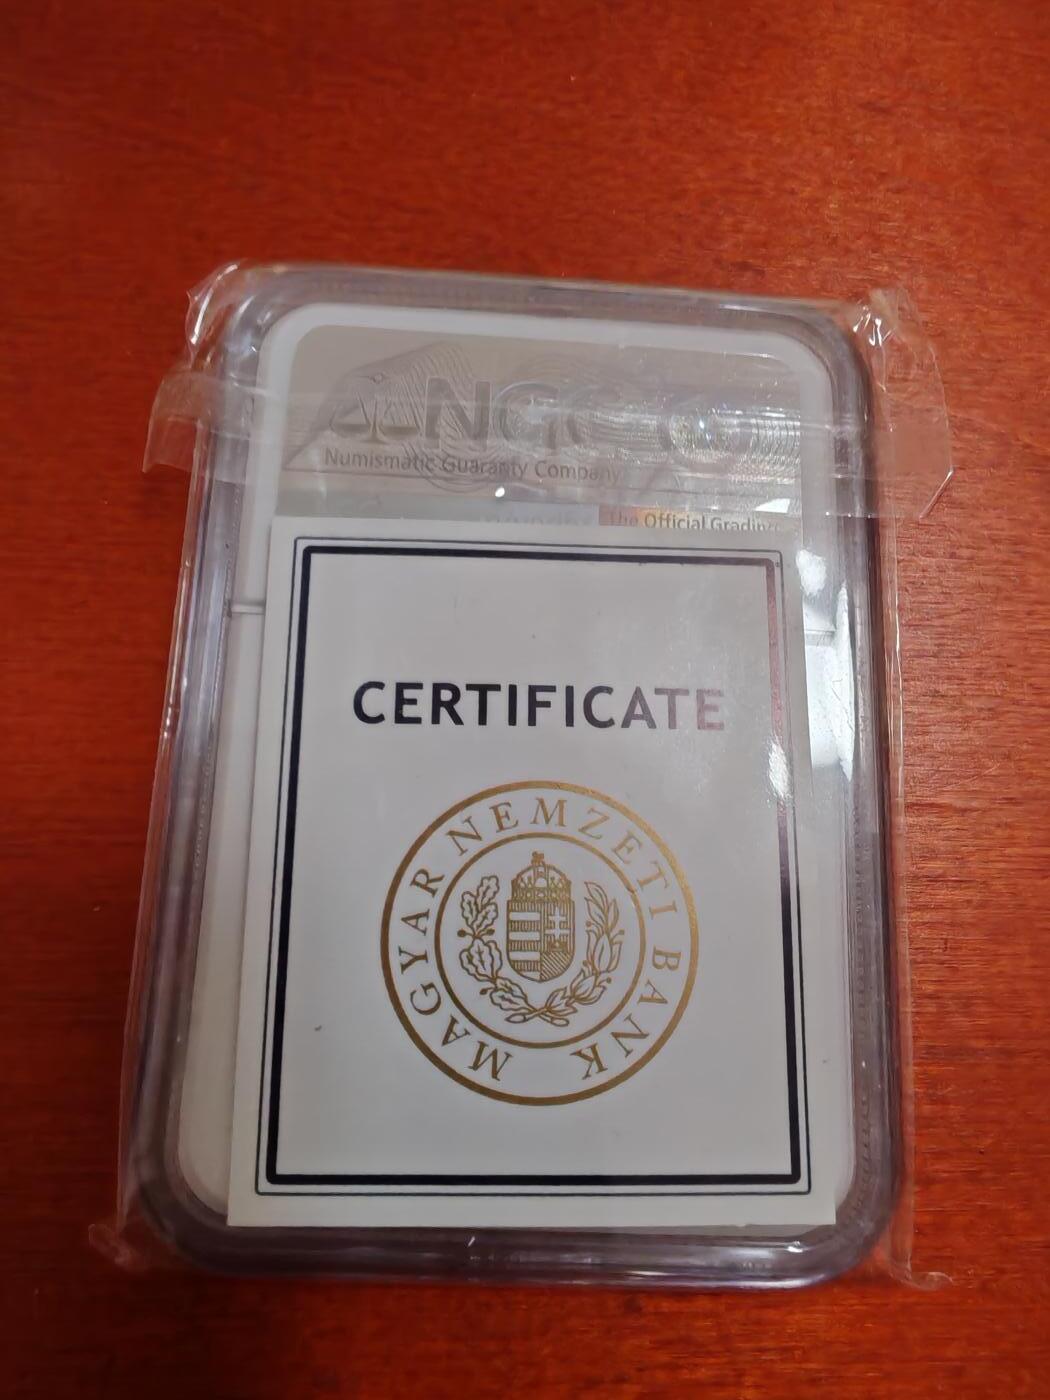 NGC
Numismatic Guaranty Company
The Official Grading
CERTIFICATE
MAGYAR NEMZETI BANK